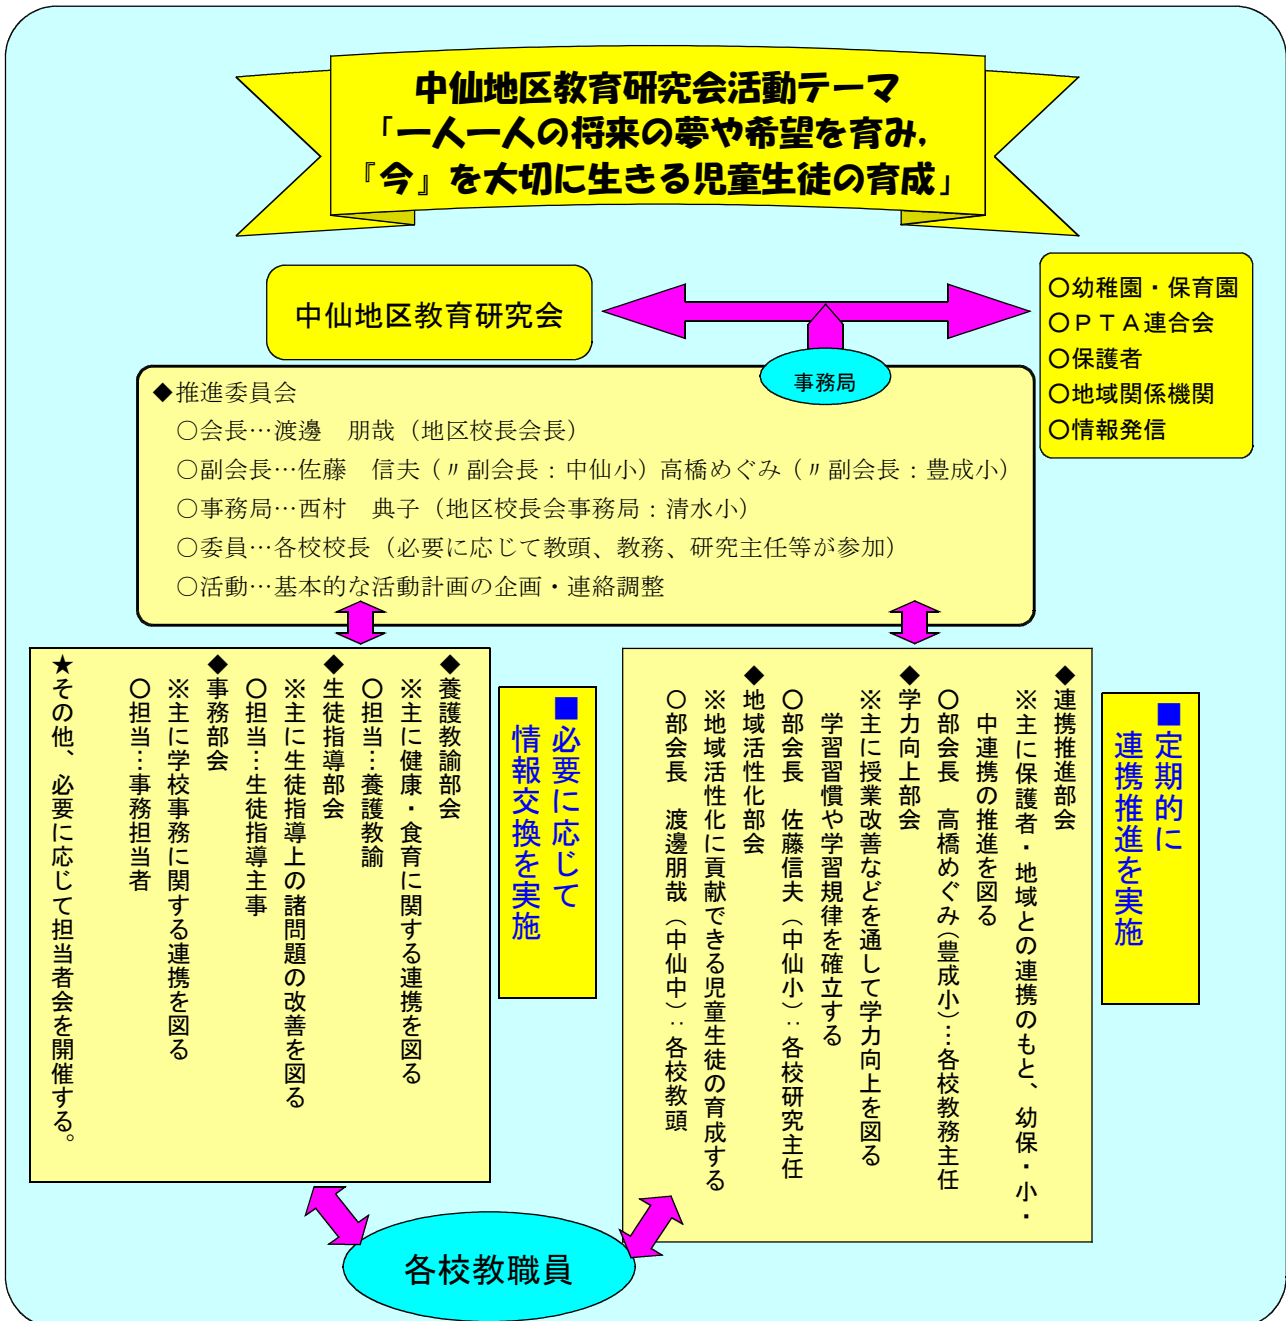 中仙地区教育研究会活動テーマ
「一人一人の将来の夢や希望を育み,
『今』を大切に生きる児童生徒の育成」
中仙地区教育研究会
○幼稚園・保育園
○ＰＴＡ連合会
○保護者
○地域関係機関
○情報発信
事務局
◆推進委員会
○会長…渡邊　朋哉（地区校長会長）
○副会長…佐藤　信夫（〃副会長：中仙小）高橋めぐみ（〃副会長：豊成小）
○事務局…西村　典子（地区校長会事務局：清水小）
○委員…各校校長（必要に応じて教頭、教務、研究主任等が参加）
○活動…基本的な活動計画の企画・連絡調整
■定期的に
連携推進を実施
◆連携推進部会
※主に保護者・地域との連携のもと、幼保・小・
中連携の推進を図る
○部会長　高橋めぐみ（豊成小）…各校教務主任
◆学力向上部会
※主に授業改善などを通して学力向上を図る
学習習慣や学習規律を確立する
○部会長　佐藤信夫（中仙小）‥各校研究主任
◆地域活性化部会
※地域活性化に貢献できる児童生徒の育成する
○部会長　渡邊朋哉（中仙中）‥各校教頭
■必要に応じて
情報交換を実施
◆養護教諭部会
※主に健康・食育に関する連携を図る
○担当…養護教諭
◆生徒指導部会
※主に生徒指導上の諸問題の改善を図る
○担当…生徒指導主事
◆事務部会
※主に学校事務に関する連携を図る
○担当…事務担当者
★その他、必要に応じて担当者会を開催する。
各校教職員